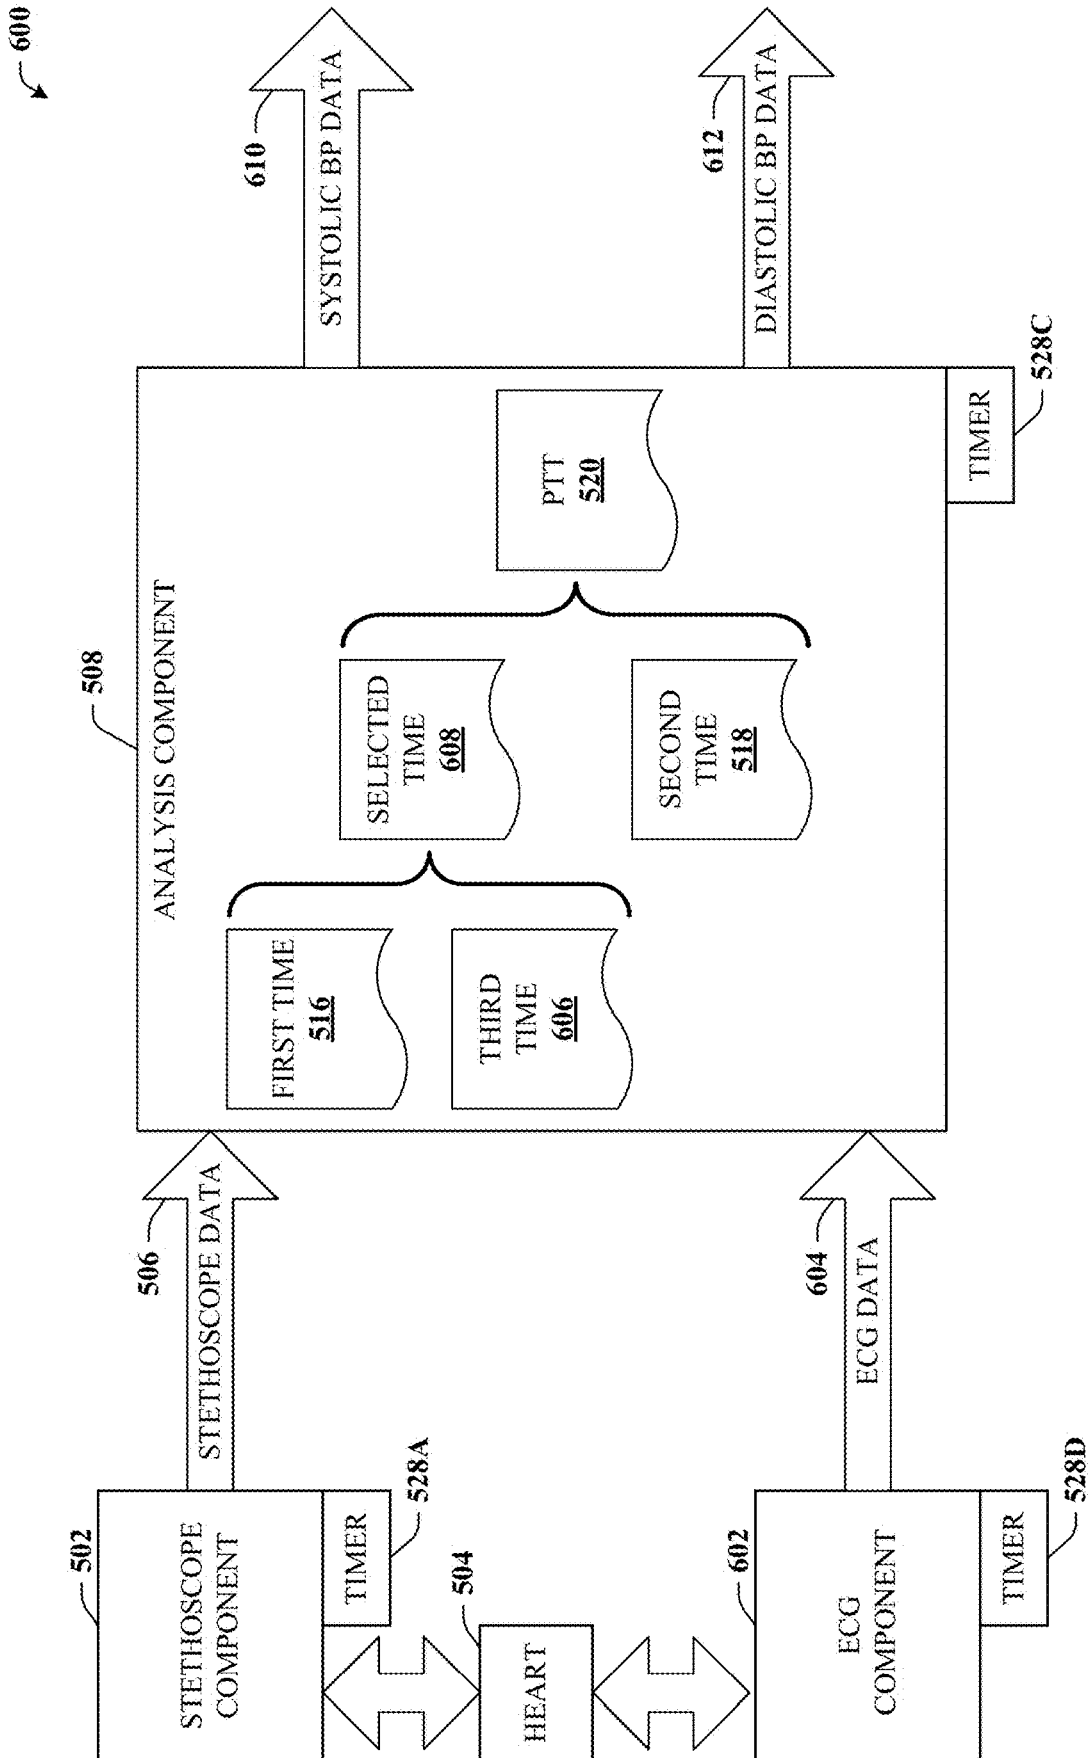 600
502
STETHOSCOPE
COMPONENT
TIMER
528A
504
HEART
602
ECG
COMPONENT
TIMER
528D
506
STETHOSCOPE DATA
604
ECG DATA
508
ANALYSIS COMPONENT
FIRST TIME
516
THIRD
TIME
606
SELECTED
TIME
608
SECOND
TIME
518
PTT
520
TIMER
528C
610
SYSTOLIC BP DATA
612
DIASTOLIC BP DATA